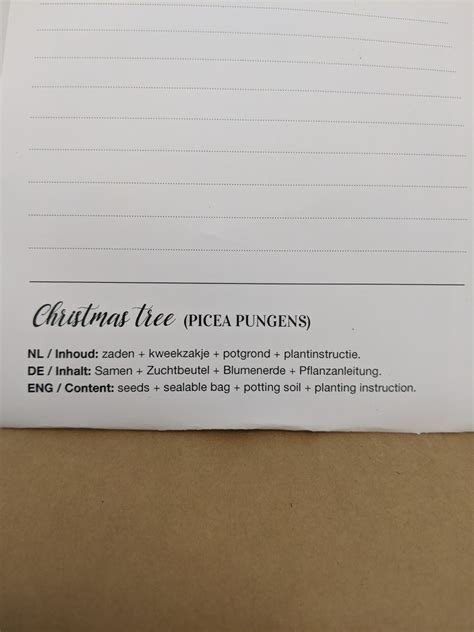 Christmas tree (PICEA PUNGENS)
NL / Inhoud: zaden + kweekzakje + potgrond + plantinstructie.
DE / Inhalt: Samen + Zuchtbeutel + Blumenerde + Pflanzanleitung.
ENG / Content: seeds + sealable bag + potting soil + planting instruction.